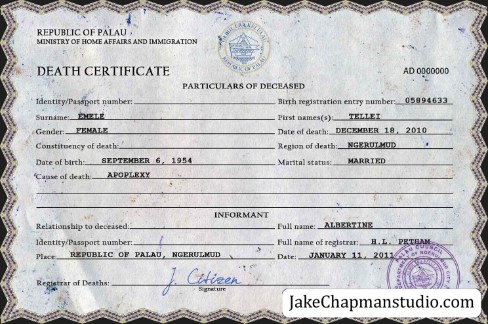 REPUBLIC OF PALAU
MINISTRY OF HOME AFFAIRS AND IMMIGRATION
REPUBLIC OF PALAU
DEATH CERTIFICATE
AD 0000000
PARTICULARS OF DECEASED
Identity/Passport number: Birth registration entry number: 05894633
Surname: EMELE First names(s): TELLEI
Gender: FEMALE Date of death: DECEMBER 18, 2010
Constituency of death: Region of death: NGERULMUD
Date of birth: SEPTEMBER 6, 1954 Marital status: MARRIED
Cause of death: APOPLEXY
INFORMANT
Relationship to deceased: Full name: ALBERTINE
Identity/Passport number: Full name of registrar: H.L. PETHAM
Place: REPUBLIC OF PALAU, NGERULMUD Date: JANUARY 11, 2011
Registrar of Deaths: J. Citizen
Signature
JakeChapmanstudio.com